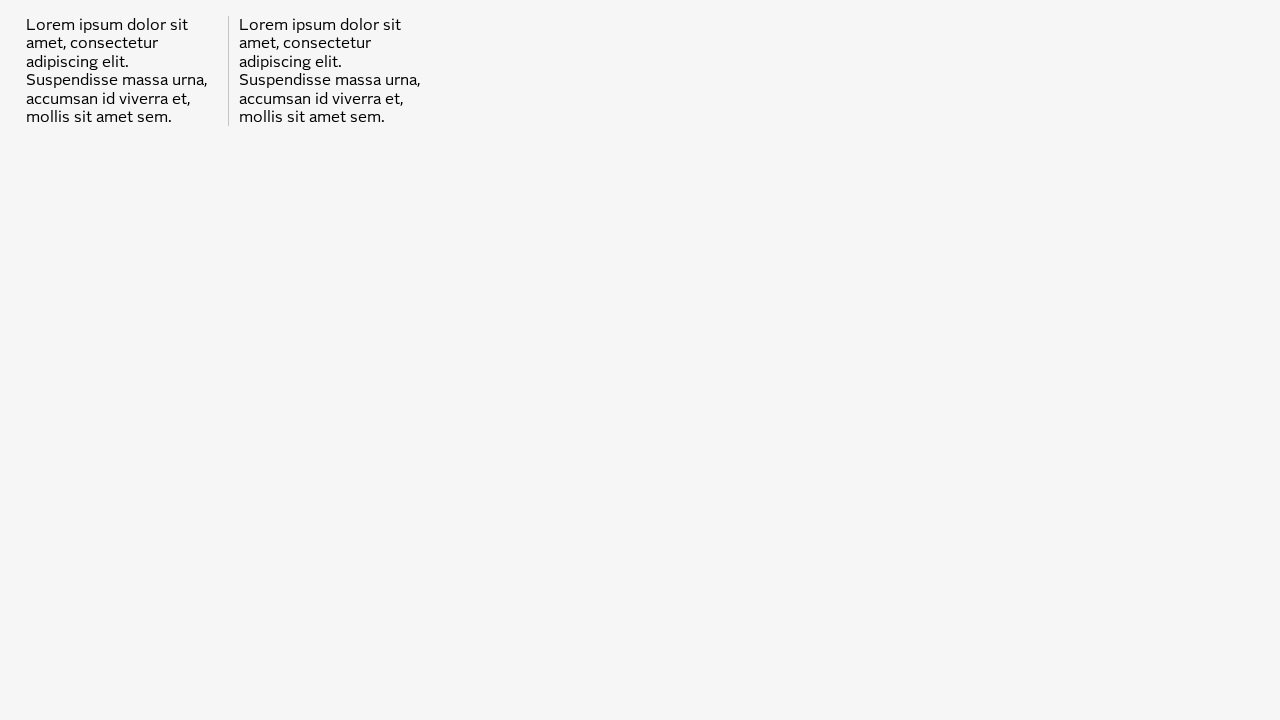 Lorem ipsum dolor sit
amet, consectetur
adipiscing elit.
Suspendisse massa urna,
accumsan id viverra et,
mollis sit amet sem.
Lorem ipsum dolor sit
amet, consectetur
adipiscing elit.
Suspendisse massa urna,
accumsan id viverra et,
mollis sit amet sem.